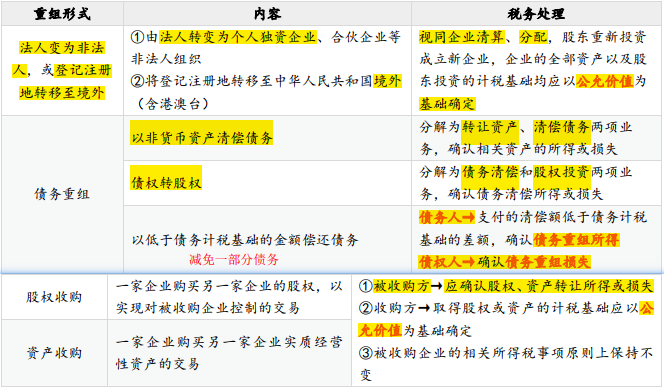 重组形式
内容
税务处理
法人变为非法
人，或登记注册
地转移至境外
①由法人转变为个人独资企业、合伙企业等
非法人组织
②将登记注册地转移至中华人民共和国境外
（含港澳台）
视同企业清算、分配，股东重新投资
成立新企业，企业的全部资产以及股
东投资的计税基础均应以公允价值为
基础确定
债务重组
以非货币资产清偿债务
分解为转让资产、清偿债务两项业
务，确认相关资产的所得或损失
债权转股权
分解为债务清偿和股权投资两项业
务，确认债务清偿所得或损失
以低于债务计税基础的金额偿还债务
减免一部分债务
债务人→支付的清偿额低于债务计税
基础的差额，确认债务重组所得
债权人→确认债务重组损失
股权收购
一家企业购买另一家企业的股权，以
实现对被收购企业控制的交易
资产收购
一家企业购买另一家企业实质经营
性资产的交易
①被收购方→应确认股权、资产转让所得或损失
②收购方→取得股权或资产的计税基础应以公
允价值为基础确定
③被收购企业的相关所得税事项原则上保持不
变